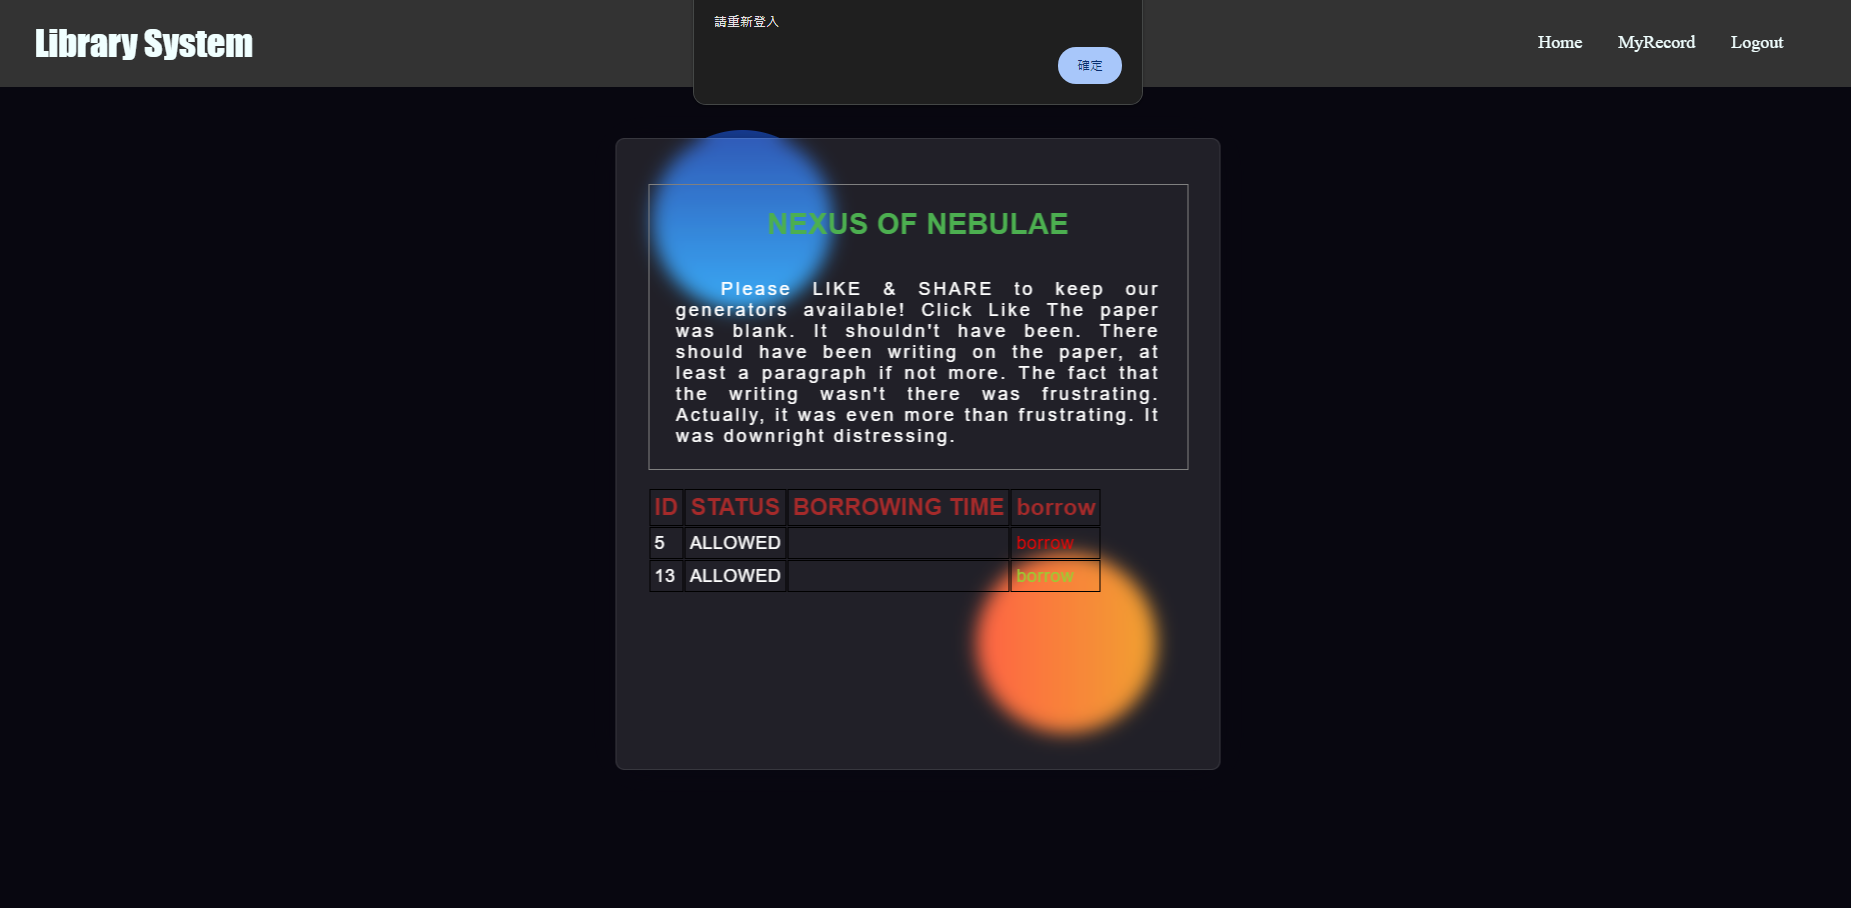 Library System
請重新登入
確定
Home MyRecord Logout
NEXUS OF NEBULAE
Please LIKE & SHARE to keep our
generators available! Click Like The paper
was blank. It shouldn't have been. There
should have been writing on the paper, at
least a paragraph if not more. The fact that
the writing wasn't there was frustrating.
Actually, it was even more than frustrating. It
was downright distressing.
ID STATUS BORROWING TIME borrow
5 ALLOWED borrow
13 ALLOWED borrow